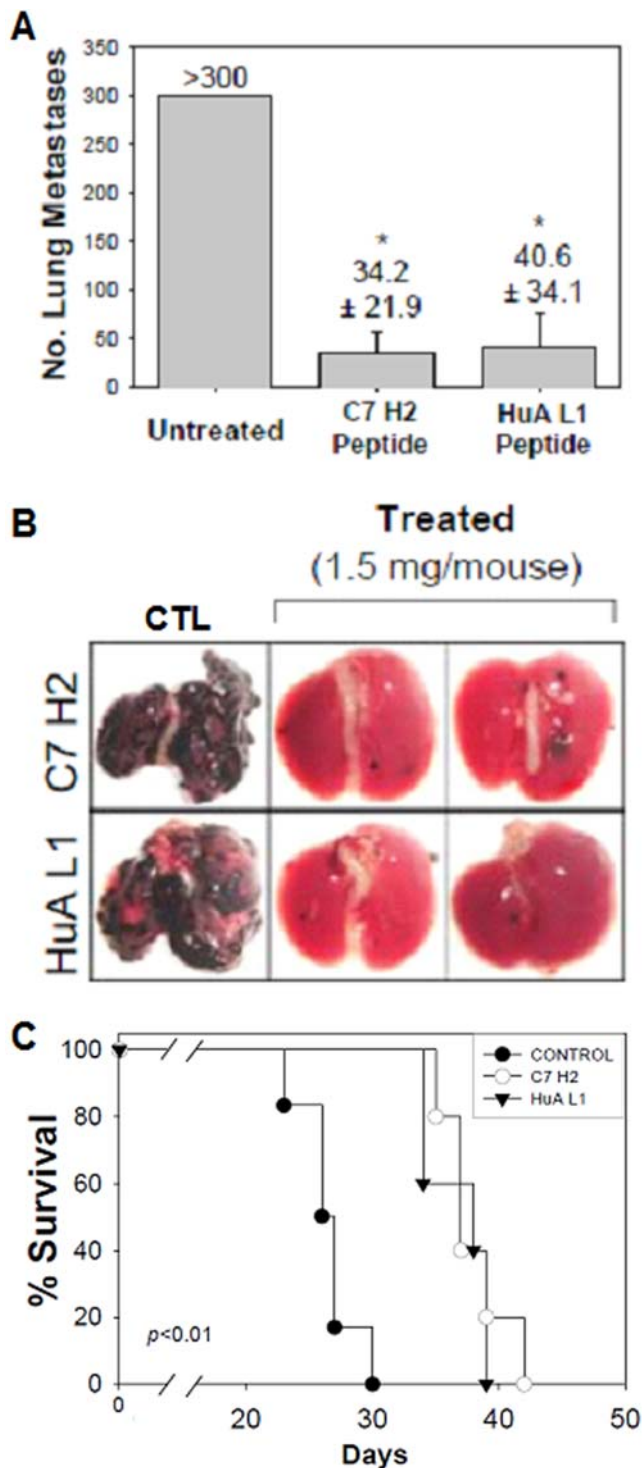 A
350
300
250
200
150
100
50
0
No. Lung Metastases
>300
*
34.2
± 21.9
*
40.6
± 34.1
Untreated
C7 H2
Peptide
HuA L1
Peptide
B
Treated
(1.5 mg/mouse)
CTL
C7 H2
HuA L1
C
100
80
60
40
20
0
% Survival
CONTROL
C7 H2
HuA L1
p<0.01
0
20
30
40
50
Days